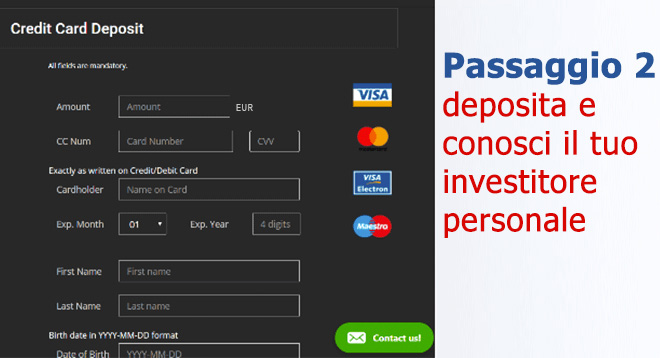 Credit Card Deposit
All fields are mandatory.
Amount Amount EUR
CC Num Card Number CVV
Exactly as written on Credit/Debit Card
Cardholder Name on Card
Exp. Month 01 Exp. Year 4 digits
First Name First name
Last Name Last name
Birth date in YYYY-MM-DD format
Date of Birth YYYY-MM-DD
VISA
VISA
Electron
Maestro
Contact us!
Passaggio 2
deposita e
conosci il tuo
investitore
personale